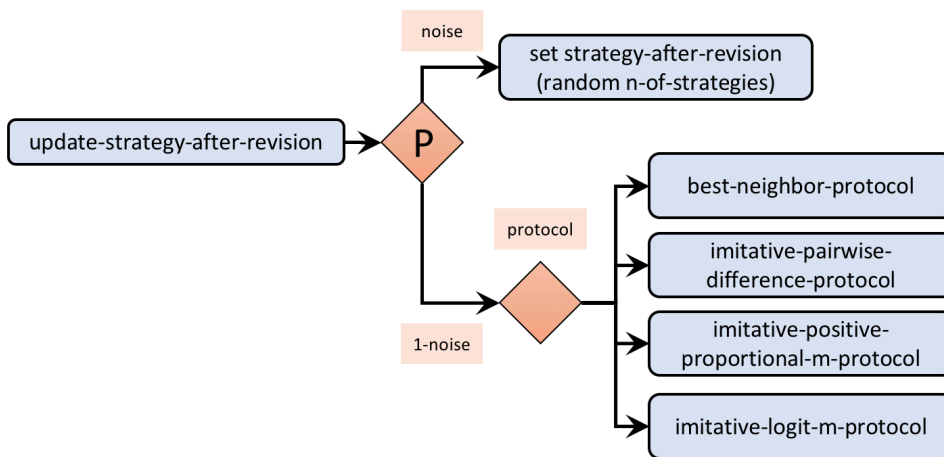 noise
set strategy-after-revision
(random n-of-strategies)
update-strategy-after-revision
P
best-neighbor-protocol
protocol
imitative-pairwise-
difference-protocol
1-noise
imitative-positive-
proportional-m-protocol
imitative-logit-m-protocol